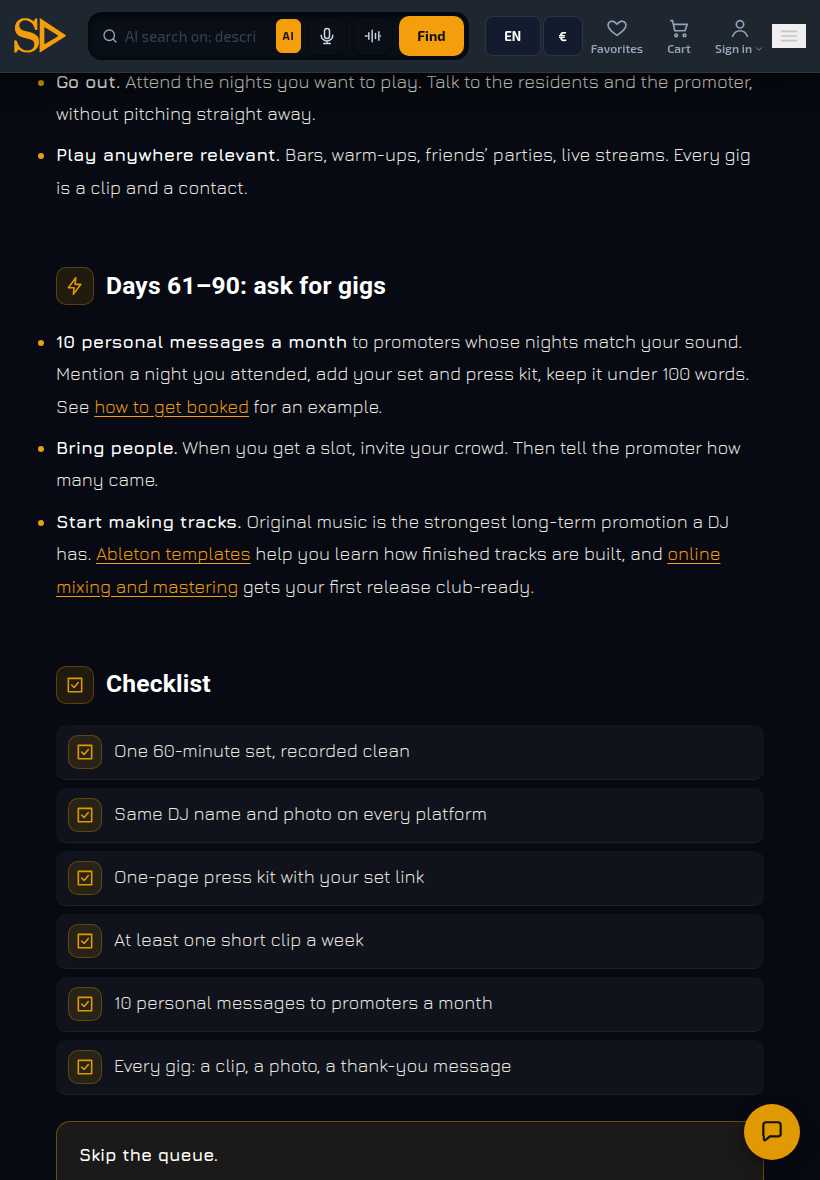 SD
AI search on: descri
AI
Find
EN
€
Favorites
Cart
Sign in
Go out. Attend the nights you want to play. Talk to the residents and the promoter,
without pitching straight away.
Play anywhere relevant. Bars, warm-ups, friends’ parties, live streams. Every gig
is a clip and a contact.
Days 61–90: ask for gigs
10 personal messages a month to promoters whose nights match your sound.
Mention a night you attended, add your set and press kit, keep it under 100 words.
See how to get booked for an example.
Bring people. When you get a slot, invite your crowd. Then tell the promoter how
many came.
Start making tracks. Original music is the strongest long-term promotion a DJ
has. Ableton templates help you learn how finished tracks are built, and online
mixing and mastering gets your first release club-ready.
Checklist
One 60-minute set, recorded clean
Same DJ name and photo on every platform
One-page press kit with your set link
At least one short clip a week
10 personal messages to promoters a month
Every gig: a clip, a photo, a thank-you message
Skip the queue.